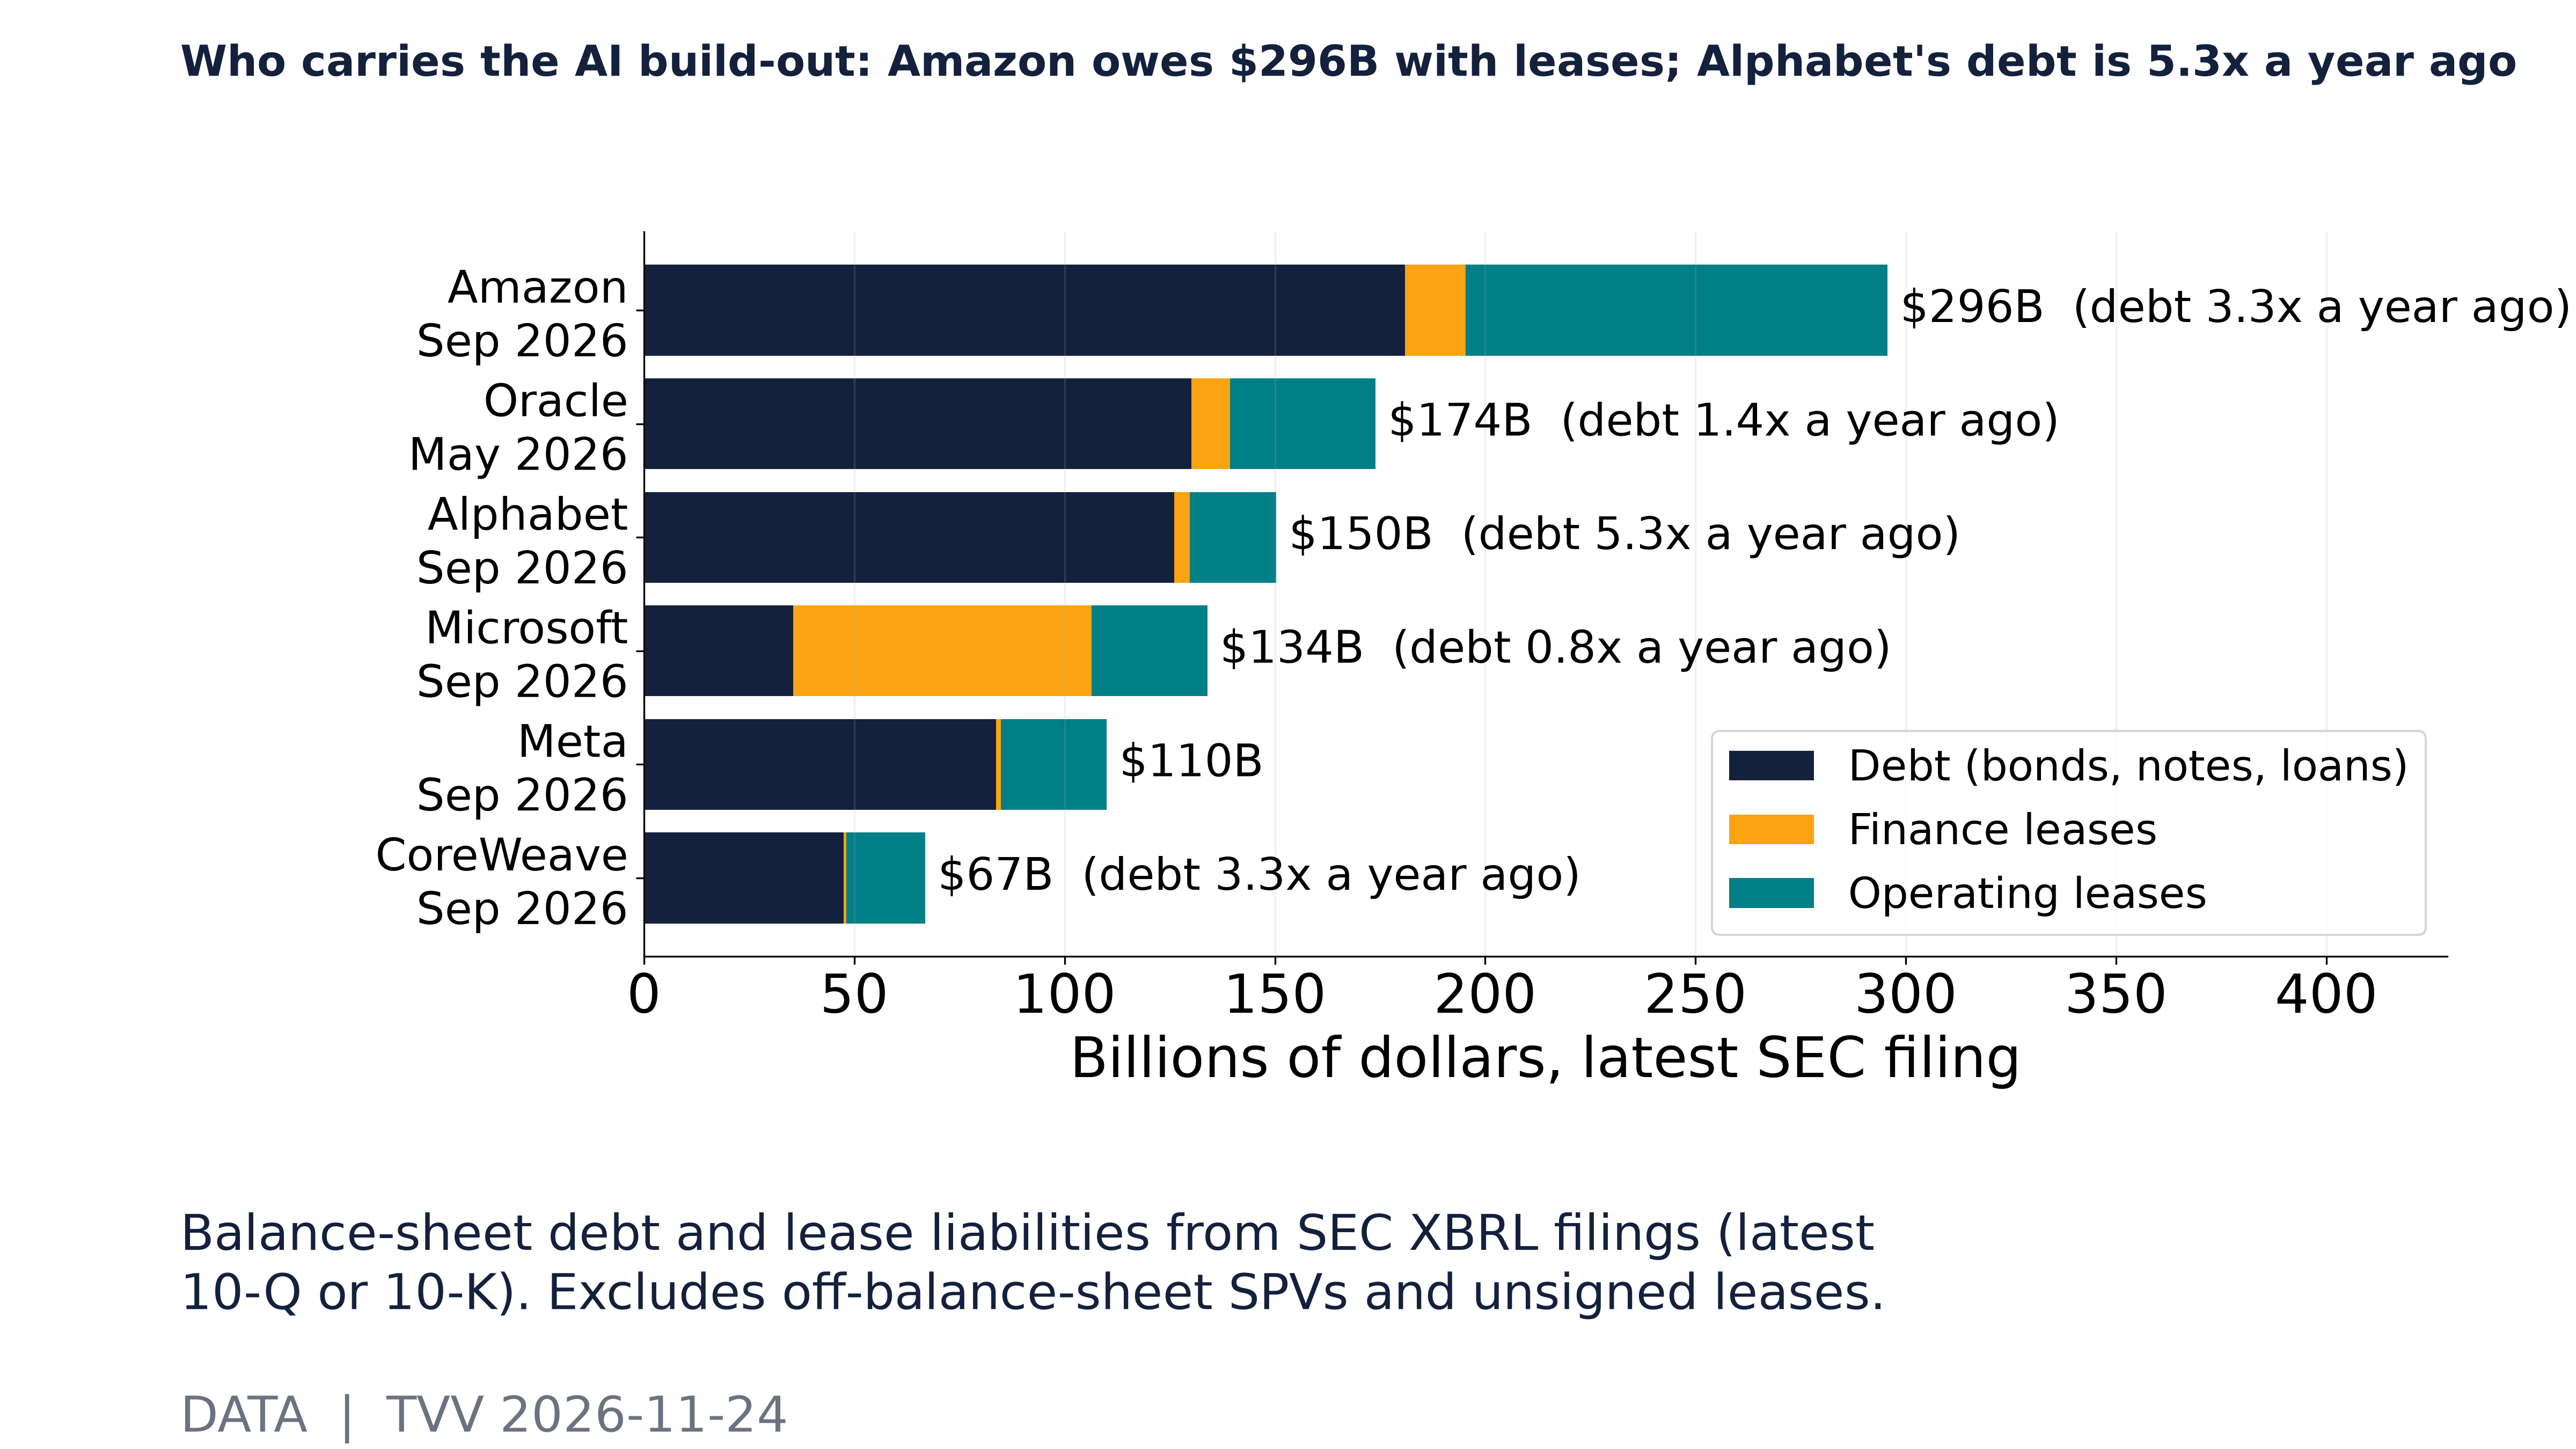 Who carries the AI build-out: Amazon owes $296B with leases; Alphabet's debt is 5.3x a year ago
Amazon
Sep 2026
$296B (debt 3.3x a year ago)
Oracle
May 2026
$174B (debt 1.4x a year ago)
Alphabet
Sep 2026
$150B (debt 5.3x a year ago)
Microsoft
Sep 2026
$134B (debt 0.8x a year ago)
Meta
Sep 2026
$110B
CoreWeave
Sep 2026
$67B (debt 3.3x a year ago)
Debt (bonds, notes, loans)
Finance leases
Operating leases
0 50 100 150 200 250 300 350 400
Billions of dollars, latest SEC filing
Balance-sheet debt and lease liabilities from SEC XBRL filings (latest
10-Q or 10-K). Excludes off-balance-sheet SPVs and unsigned leases.
DATA | TVV 2026-11-24